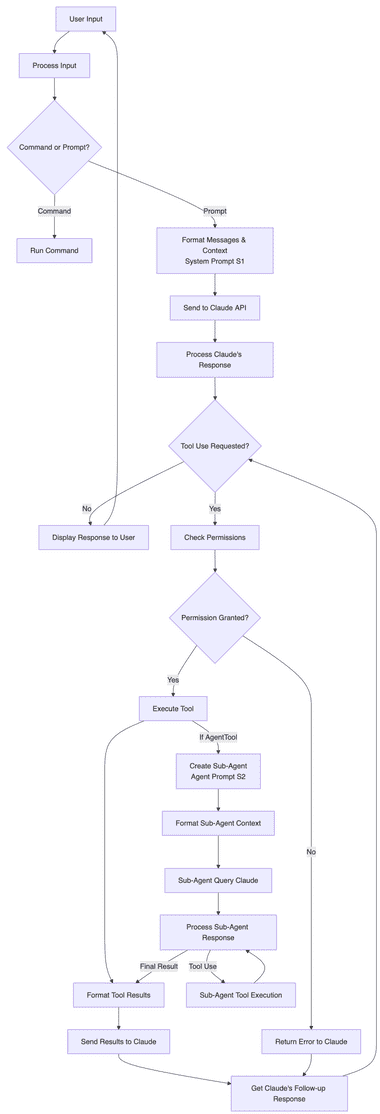 User Input
Process Input
Command or Prompt?
Command
Prompt
Run Command
Format Messages &
Context
System Prompt S1
Send to Claude API
Process Claude's
Response
Tool Use Requested?
No
Yes
Display Response to User
Check Permissions
Permission Granted?
Yes
Execute Tool
If AgentTool
Create Sub-Agent
Agent Prompt S2
Format Sub-Agent Context
No
Sub-Agent Query Claude
Process Sub-Agent
Response
Final Result
Tool Use
Format Tool Results
Sub-Agent Tool Execution
Send Results to Claude
Return Error to Claude
Get Claude's Follow-up
Response